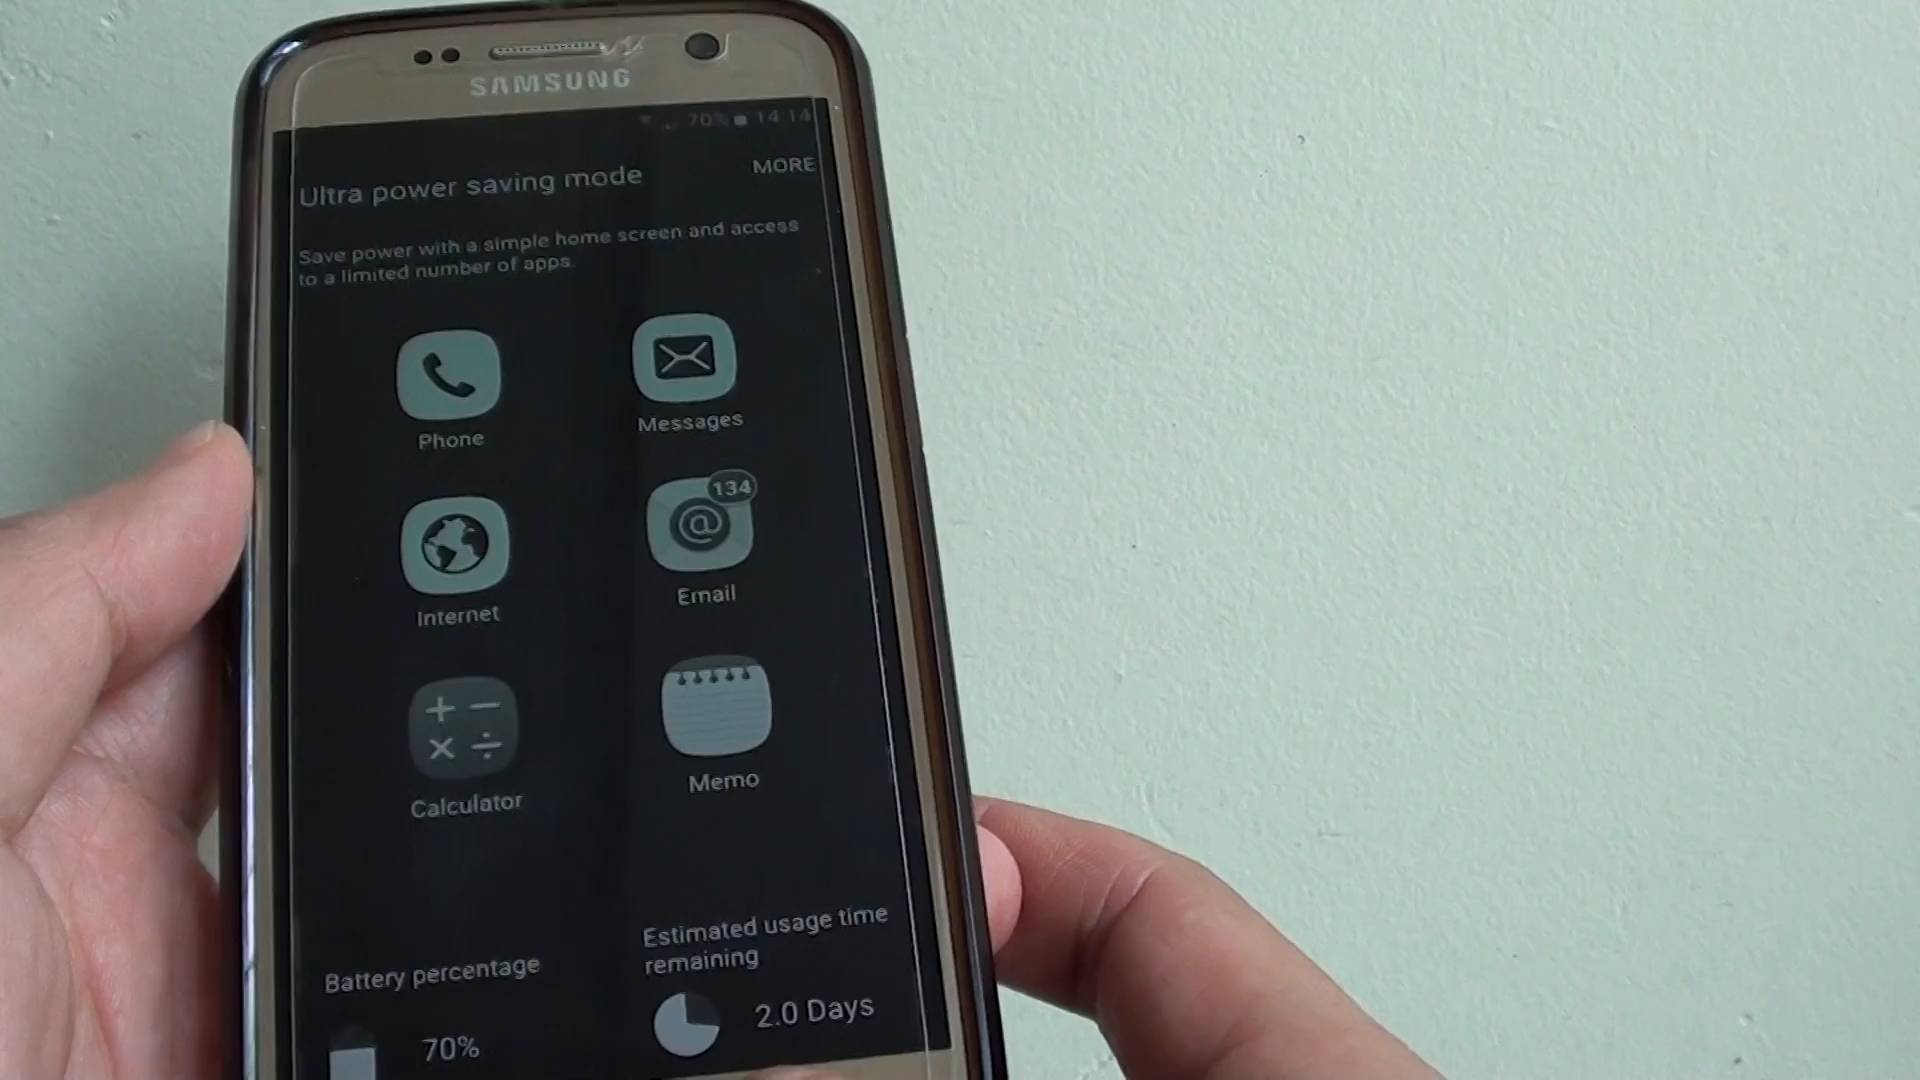 SAMSUNG
70% 14:14
Ultra power saving mode
MORE
Save power with a simple home screen and access
to a limited number of apps.
Phone
Messages
134
Internet
Email
Calculator
Memo
Battery percentage
70%
Estimated usage time
remaining
2.0 Days